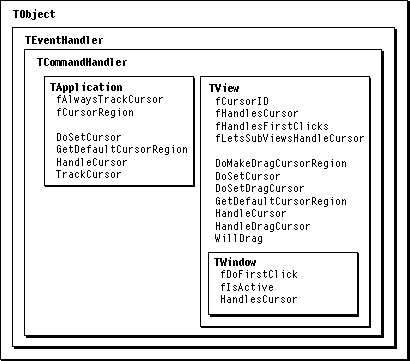 TObject
TEventHandler
TCommandHandler
TApplication
fAlwaysTrackCursor
fCursorRegion
DoSetCursor
GetDefaultCursorRegion
HandleCursor
TrackCursor
TView
fCursorID
fHandlesCursor
fHandlesFirstClicks
fLetsSubViewsHandleCursor
DoMakeDragCursorRegion
DoSetCursor
DoSetDragCursor
GetDefaultCursorRegion
HandleCursor
HandleDragCursor
WillDrag
TWindow
fDoFirstClick
fIsActive
HandlesCursor